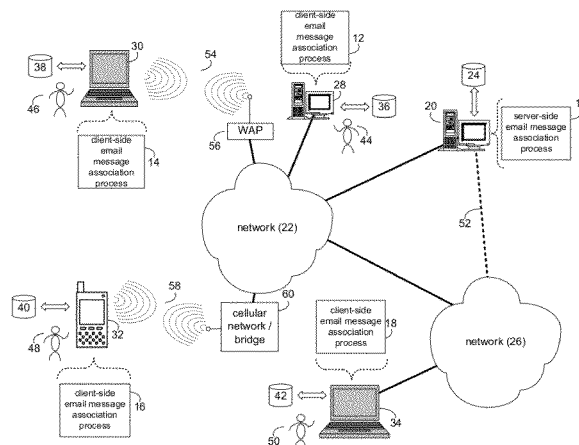 client-side
email message
association
process
12
30
54
38
28
24
46
36
20
1
server-side
email message
association
process
WAP
56
44
client-side
email
message
association
process
14
52
network (22)
60
58
40
cellular
network /
bridge
client-side
email message
association
process
18
32
48
network (26)
client-side
email message
association
process
16
42
34
50